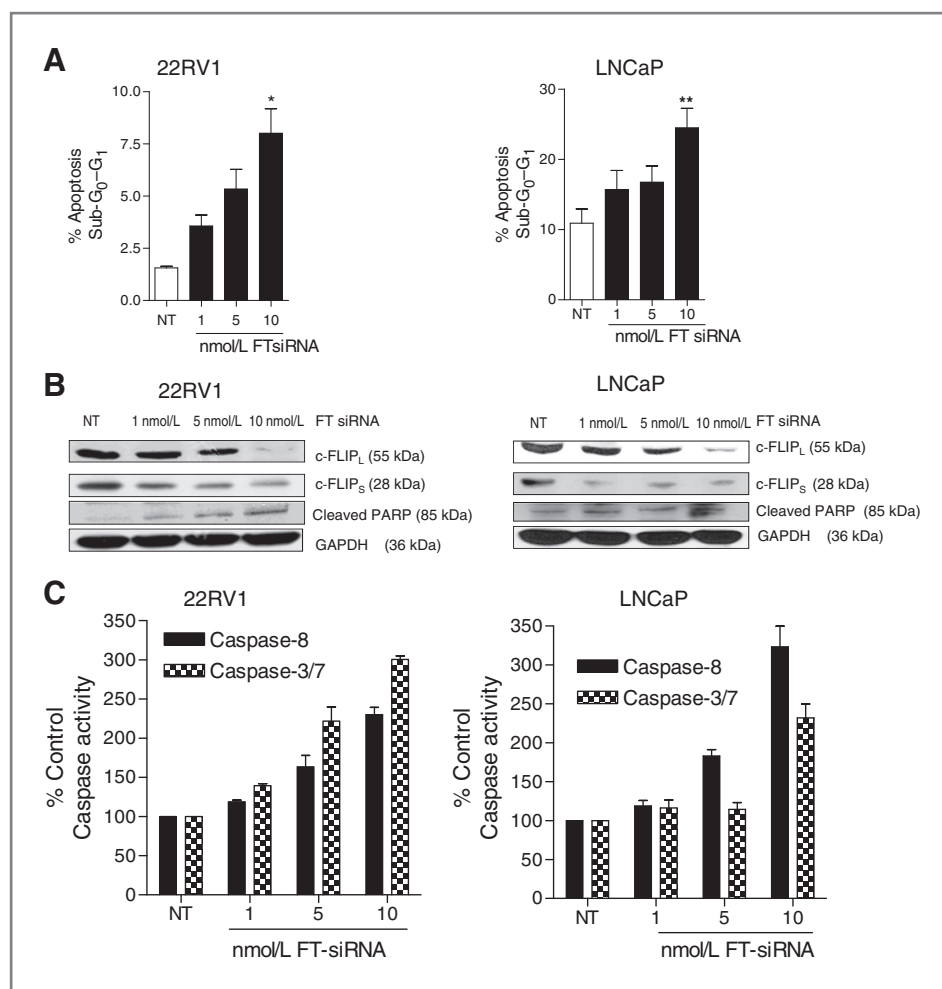 A
22RV1
% Apoptosis
Sub-G0–G1
10.0
7.5
5.0
2.5
0.0
*
NT
1
5
10
nmol/L FTsiRNA
LNCaP
% Apoptosis
Sub-G0–G1
30
20
10
0
**
NT
1
5
10
nmol/L FT siRNA
B
22RV1
NT 1 nmol/L 5 nmol/L 10 nmol/L FT siRNA
c-FLIPL (55 kDa)
c-FLIPS (28 kDa)
Cleaved PARP (85 kDa)
GAPDH (36 kDa)
LNCaP
NT 1 nmol/L 5 nmol/L 10 nmol/L FT siRNA
c-FLIPL (55 kDa)
c-FLIPS (28 kDa)
Cleaved PARP (85 kDa)
GAPDH (36 kDa)
C
22RV1
% Control
Caspase activity
350
300
250
200
150
100
50
0
Caspase-8
Caspase-3/7
NT
1
5
10
nmol/L FT-siRNA
LNCaP
% Control
Caspase activity
350
300
250
200
150
100
50
0
Caspase-8
Caspase-3/7
NT
1
5
10
nmol/L FT-siRNA